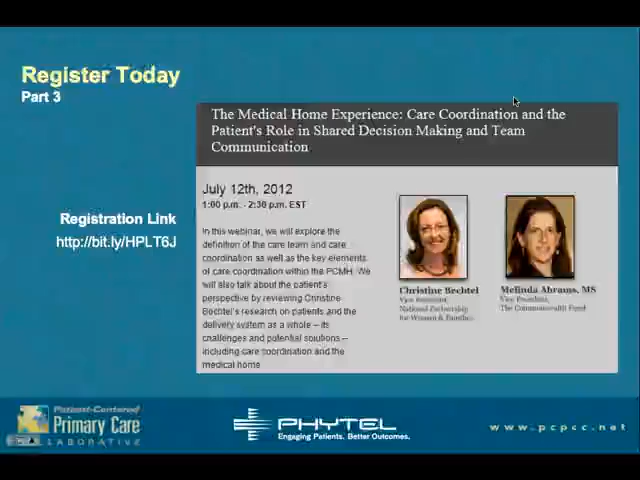 Register Today
Part 3
The Medical Home Experience: Care Coordination and the
Patient's Role in Shared Decision Making and Team
Communication
July 12th, 2012
1:00 p.m. - 2:30 p.m. EST
Registration Link
http://bit.ly/HPLT6J
In this webinar, we will explore the
definition of the care team and care
coordination as well as the key elements
of care coordination within the PCMH. We
will also talk about the patient's
perspective by reviewing Christine
Bechtel's research on patients and the
delivery system as a whole – its
challenges and potential solutions –
including care coordination and the
medical home
Christine Bechtel
Vice President,
National Partnership
for Women & Families
Melinda Abrams, MS
Vice President,
The Commonwealth Fund
Patient-Centered
Primary Care
LABORATIVE
PHYTEL
Engaging Patients. Better Outcomes.
www.pcpcc.net